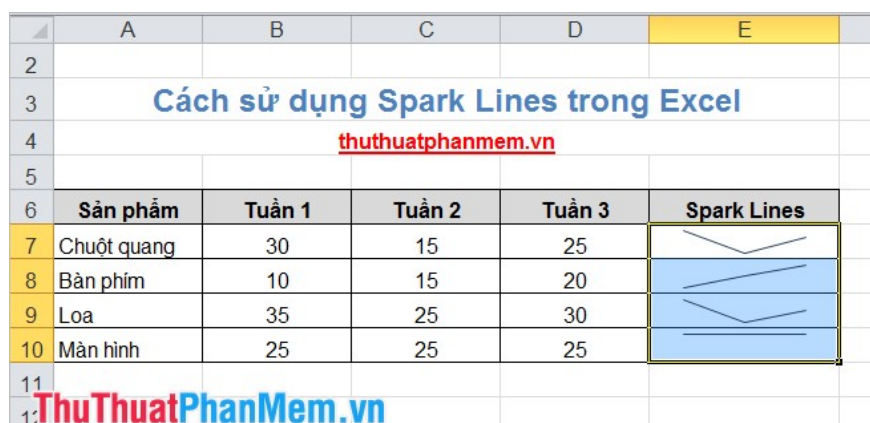 A B C D E
2
3 Cách sử dụng Spark Lines trong Excel
4 thuthuatphanmem.vn
5
6 Sản phẩm Tuần 1 Tuần 2 Tuần 3 Spark Lines
7 Chuột quang 30 15 25
8 Bàn phím 10 15 20
9 Loa 35 25 30
10 Màn hình 25 25 25
11
ThuThuatPhanMem.vn